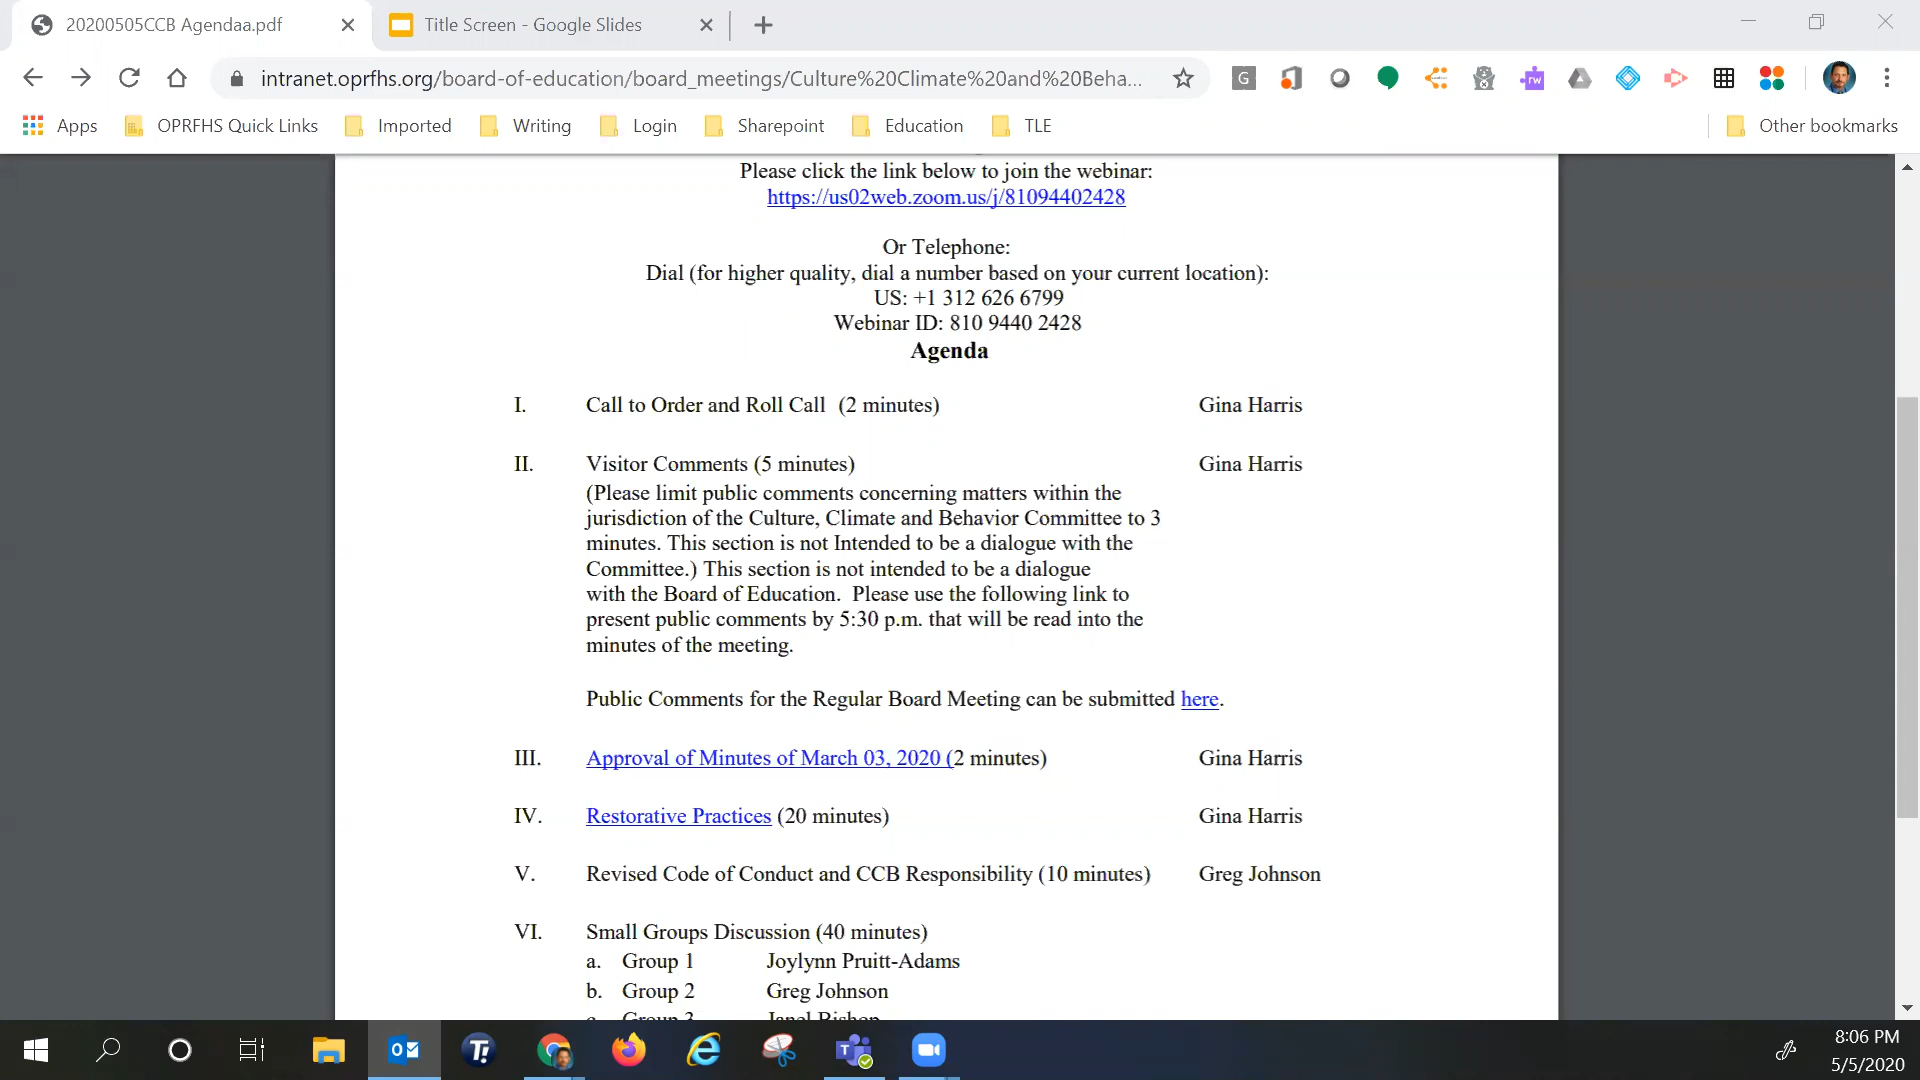 20200505CCB Agendaa.pdf
Title Screen - Google Slides
intranet.oprfhs.org/board-of-education/board_meetings/Culture%20Climate%20and%20Beha...
Apps
OPRFHS Quick Links
Imported
Writing
Login
Sharepoint
Education
TLE
Other bookmarks
Please click the link below to join the webinar:
https://us02web.zoom.us/j/81094402428
Or Telephone:
Dial (for higher quality, dial a number based on your current location):
US: +1 312 626 6799
Webinar ID: 810 9440 2428
Agenda
I. Call to Order and Roll Call (2 minutes) Gina Harris
II. Visitor Comments (5 minutes) Gina Harris
(Please limit public comments concerning matters within the
jurisdiction of the Culture, Climate and Behavior Committee to 3
minutes. This section is not Intended to be a dialogue with the
Committee.) This section is not intended to be a dialogue
with the Board of Education. Please use the following link to
present public comments by 5:30 p.m. that will be read into the
minutes of the meeting.
Public Comments for the Regular Board Meeting can be submitted here.
III. Approval of Minutes of March 03, 2020 (2 minutes) Gina Harris
IV. Restorative Practices (20 minutes) Gina Harris
V. Revised Code of Conduct and CCB Responsibility (10 minutes) Greg Johnson
VI. Small Groups Discussion (40 minutes)
a. Group 1 Joylynn Pruitt-Adams
b. Group 2 Greg Johnson
c. Group 3 Janel Bishop
8:06 PM
5/5/2020